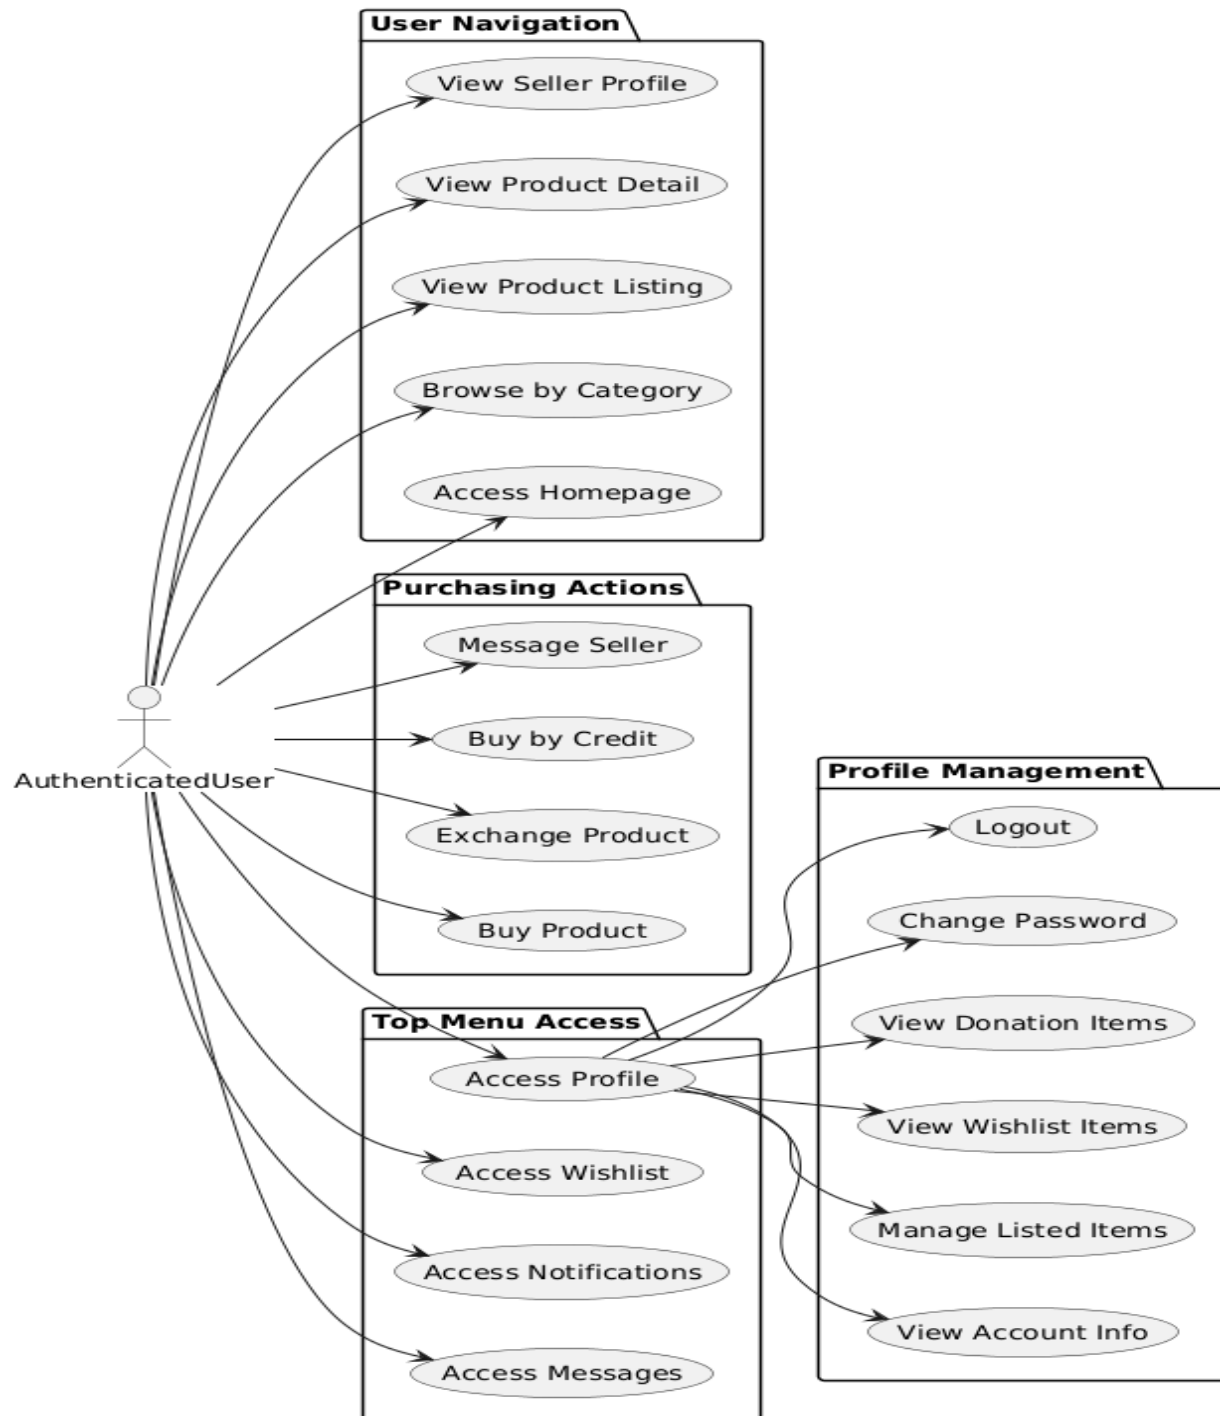 User Navigation
View Seller Profile
View Product Detail
View Product Listing
Browse by Category
Access Homepage
Purchasing Actions
Message Seller
Buy by Credit
Exchange Product
Buy Product
AuthenticatedUser
Top Menu Access
Access Profile
Access Wishlist
Access Notifications
Access Messages
Profile Management
Logout
Change Password
View Donation Items
View Wishlist Items
Manage Listed Items
View Account Info